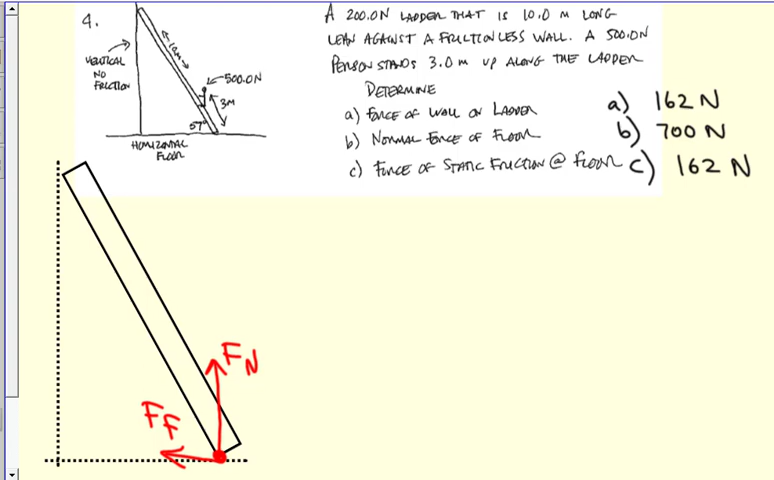 4.
A 200.0N LADDER THAT IS 10.0 M LONG
LEAN AGAINST A FRICTIONLESS WALL. A 500.0N
PERSON STANDS 3.0 M UP ALONG THE LADDER
DETERMINE
a) FORCE OF WALL ON LADDER
b) NORMAL FORCE OF FLOOR
c) FORCE OF STATIC FRICTION @ FLOOR
a) 162 N
b) 700 N
c) 162 N
VERTICAL
NO
FRICTION
10M
500.0N
3M
57°
HORIZONTAL
FLOOR
FN
FF